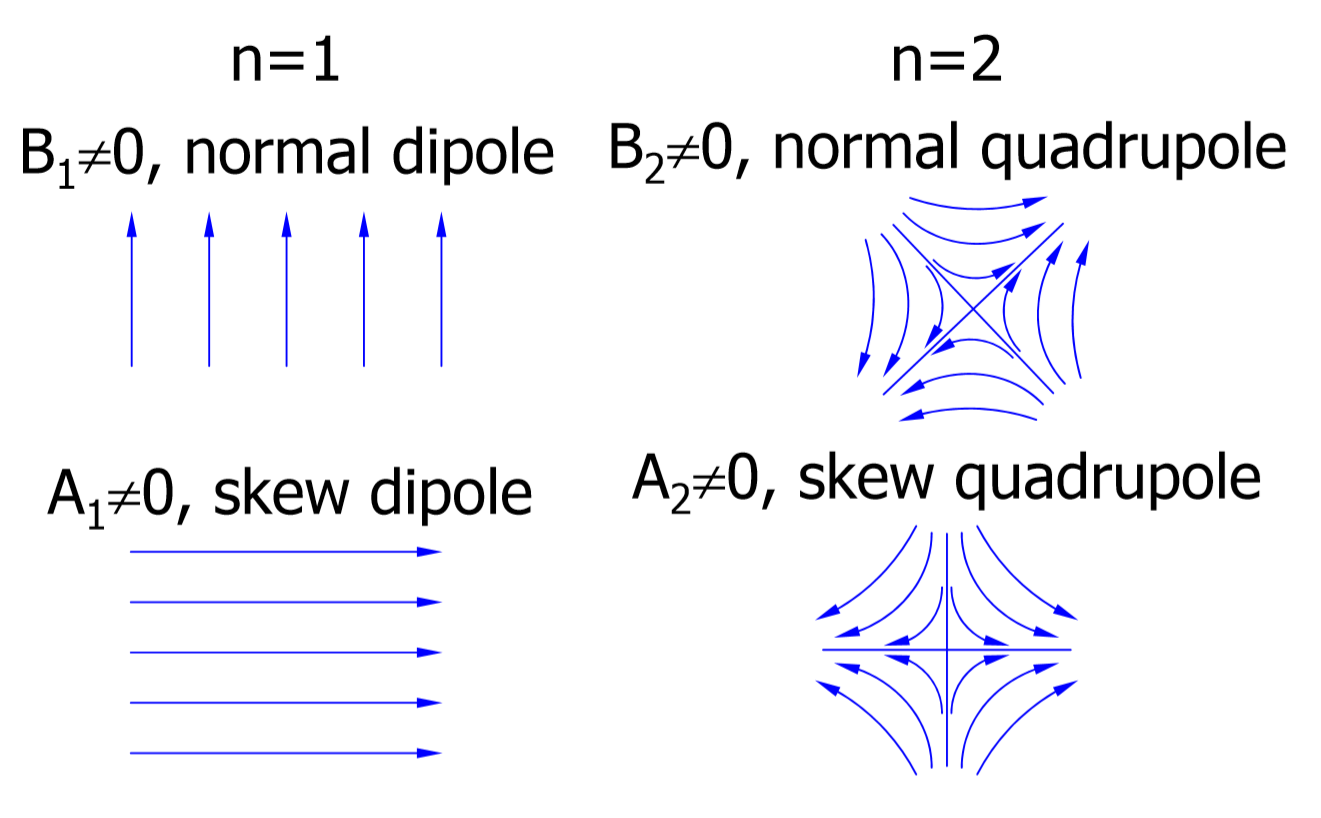 n=1
B₁≠0, normal dipole
n=2
B₂≠0, normal quadrupole
A₁≠0, skew dipole
A₂≠0, skew quadrupole